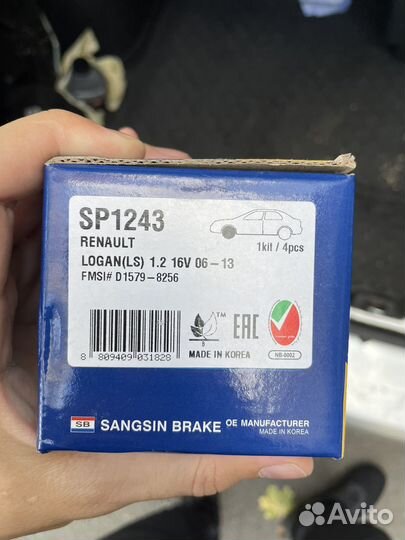 SP1243
RENAULT
1kit / 4pcs
LOGAN(LS) 1.2 16V 06-13
FMSI# D1579-8256
TM
EAC
B
MADE IN KOREA
NB-0002
8 809409 031828
SB
SANGSIN BRAKE
OE MANUFACTURER
MADE IN KOREA
Avito